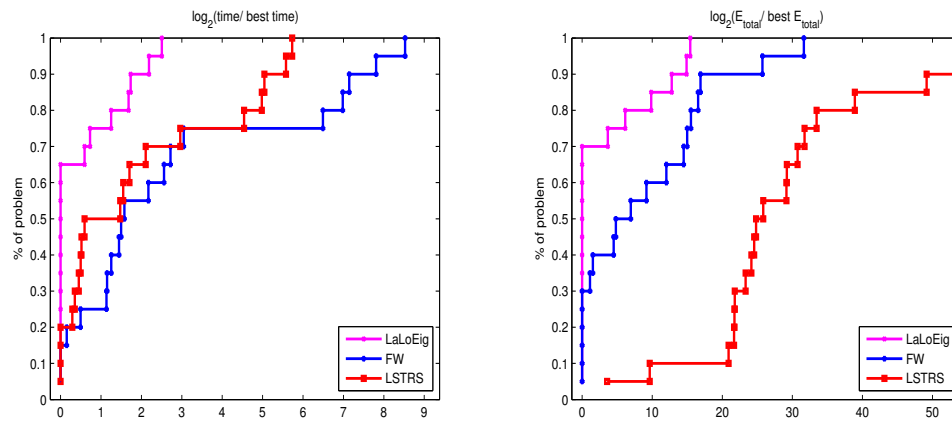 log2(time/ best time)
% of problem
1
0.9
0.8
0.7
0.6
0.5
0.4
0.3
0.2
0.1
0
0 1 2 3 4 5 6 7 8 9
LaLoEig
FW
LSTRS
log2(E_total/ best E_total)
% of problem
1
0.9
0.8
0.7
0.6
0.5
0.4
0.3
0.2
0.1
0
0 10 20 30 40 50
LaLoEig
FW
LSTRS